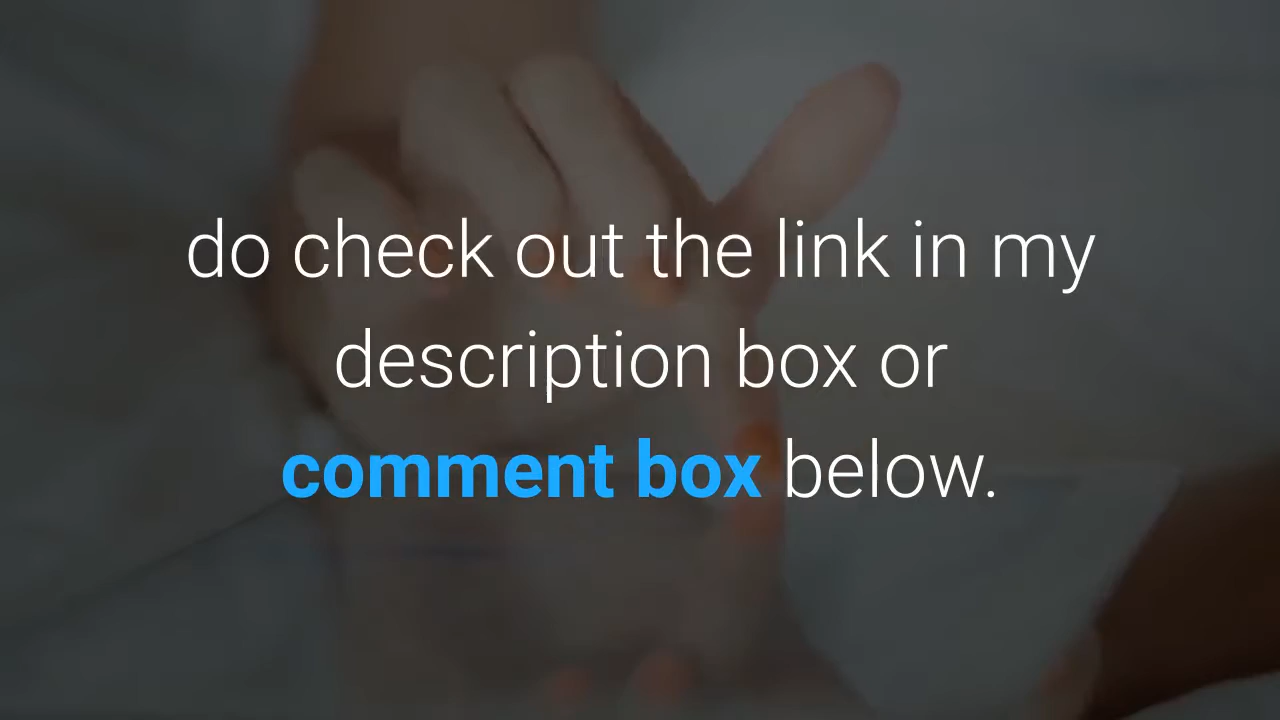 do check out the link in my
description box or
comment box below.